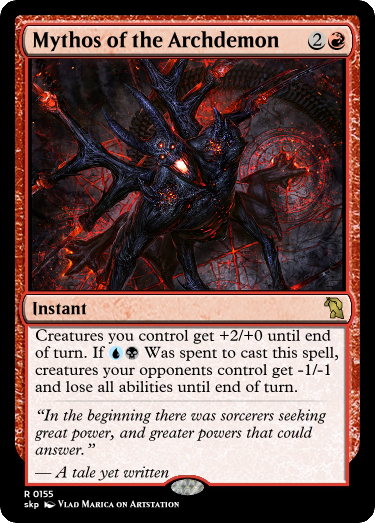 Mythos of the Archdemon 2
Instant
Creatures you control get +2/+0 until end
of turn. If Was spent to cast this spell,
creatures your opponents control get -1/-1
and lose all abilities until end of turn.
“In the beginning there was sorcerers seeking
great power, and greater powers that could
answer.”
— A tale yet written
R 0155
skp Vlad Marica on Artstation